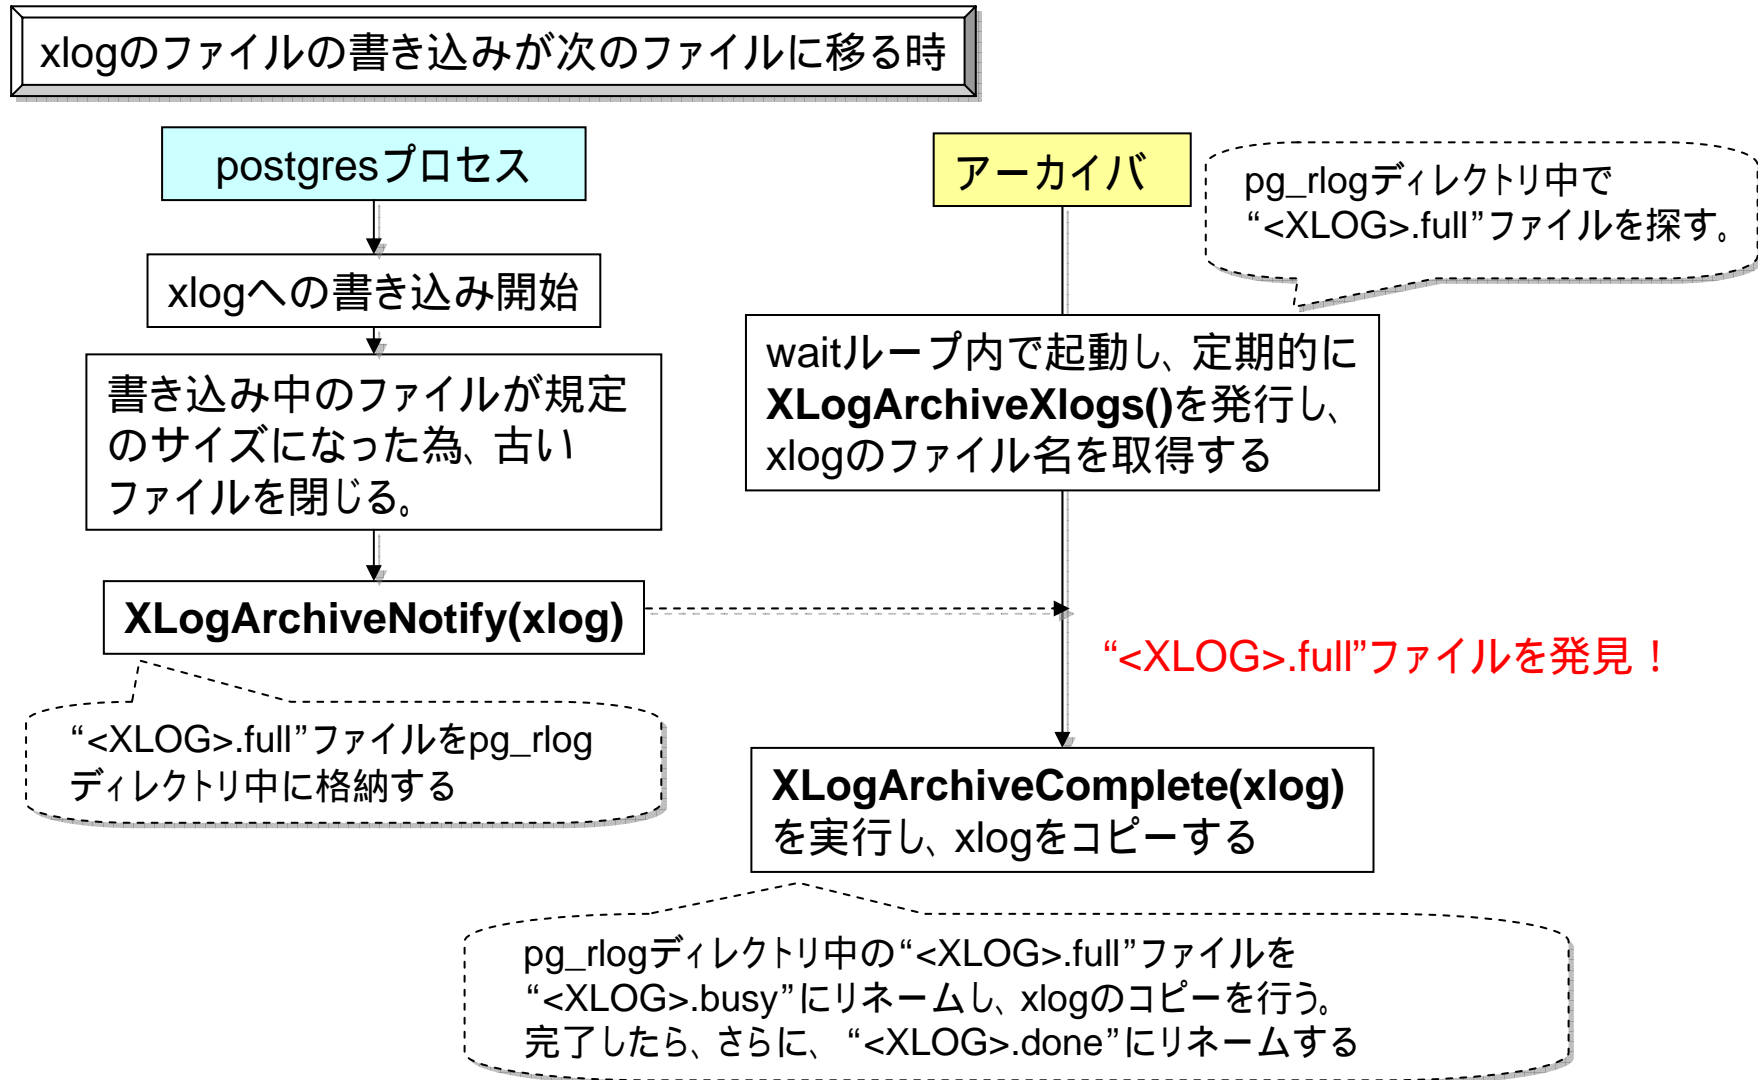 xlogのファイルの書き込みが次のファイルに移る時
postgresプロセス
xlogへの書き込み開始
書き込み中のファイルが規定
のサイズになった為、古い
ファイルを閉じる。
XLogArchiveNotify(xlog)
“<XLOG>.full”ファイルをpg_rlog
ディレクトリ中に格納する
アーカイバ
pg_rlogディレクトリ中で
“<XLOG>.full”ファイルを探す。
waitループ内で起動し、定期的に
XLogArchiveXlogs()を発行し、
xlogのファイル名を取得する
“<XLOG>.full”ファイルを発見！
XLogArchiveComplete(xlog)
を実行し、xlogをコピーする
pg_rlogディレクトリ中の“<XLOG>.full”ファイルを
“<XLOG>.busy”にリネームし、xlogのコピーを行う。
完了したら、さらに、“<XLOG>.done”にリネームする